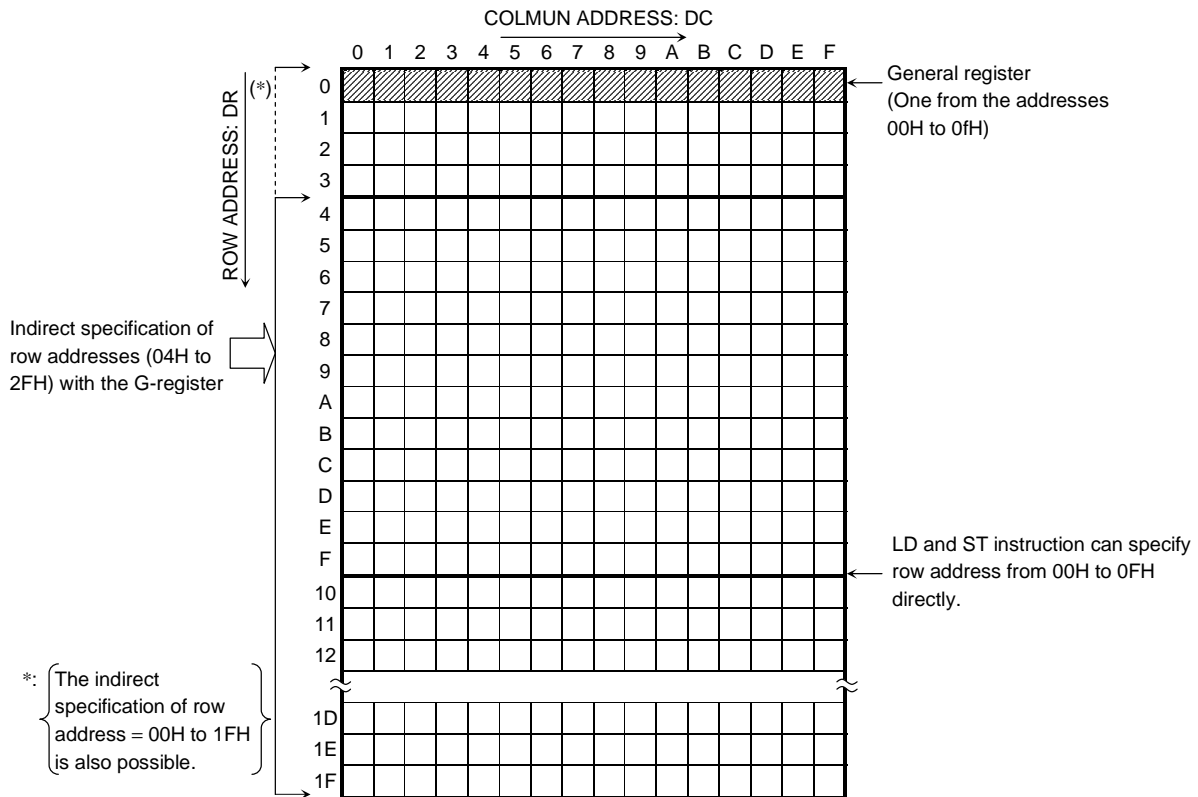 COLMUN ADDRESS: DC
0 1 2 3 4 5 6 7 8 9 A B C D E F
ROW ADDRESS: DR
(*)
0
1
2
3
4
5
6
7
8
9
A
B
C
D
E
F
10
11
12
1D
1E
1F
General register
(One from the addresses
00H to 0fH)
Indirect specification of
row addresses (04H to
2FH) with the G-register
LD and ST instruction can specify
row address from 00H to 0FH
directly.
*: The indirect
specification of row
address = 00H to 1FH
is also possible.